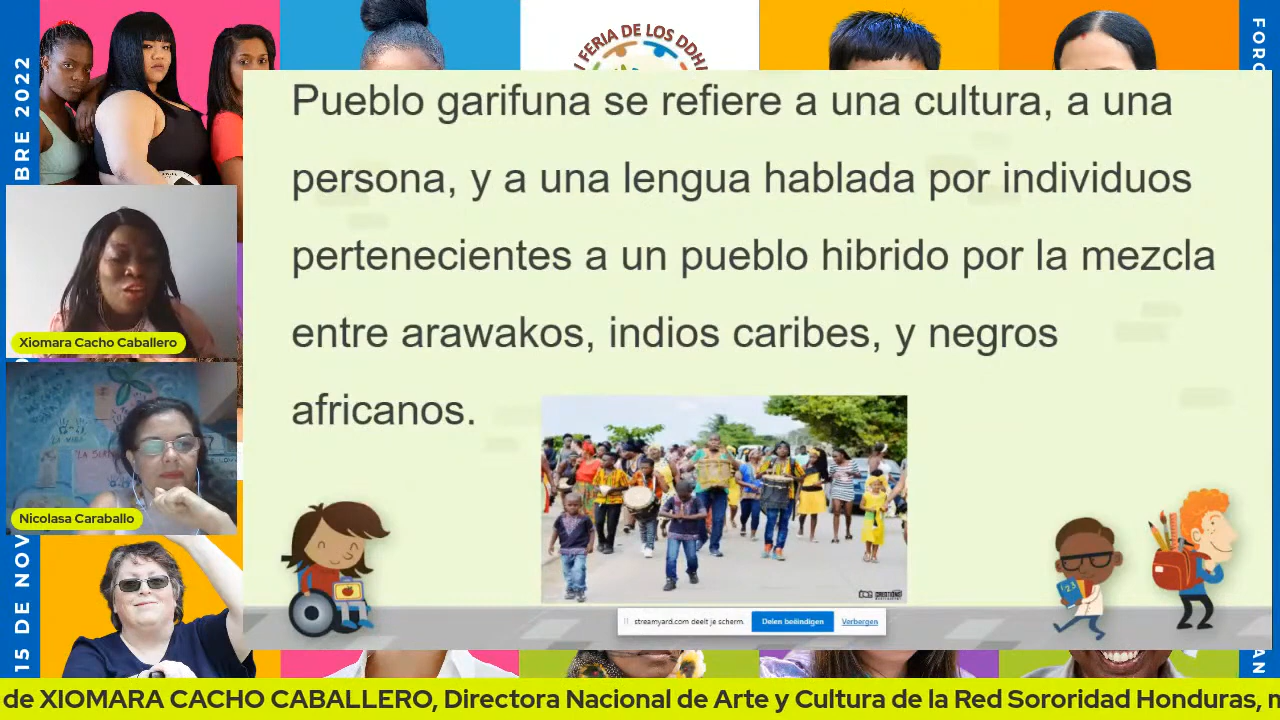 FERIA DE LOS DDH
Pueblo garifuna se refiere a una cultura, a una
persona, y a una lengua hablada por individuos
pertenecientes a un pueblo hibrido por la mezcla
entre arawakos, indios caribes, y negros
africanos.
Xiomara Cacho Caballero
Nicolasa Caraballo
streamyard.com deelt je scherm.
Delen beëindigen
Verbergen
15 DE NOV
BRE 2022
FORO
AN
de XIOMARA CACHO CABALLERO, Directora Nacional de Arte y Cultura de la Red Sororidad Honduras,